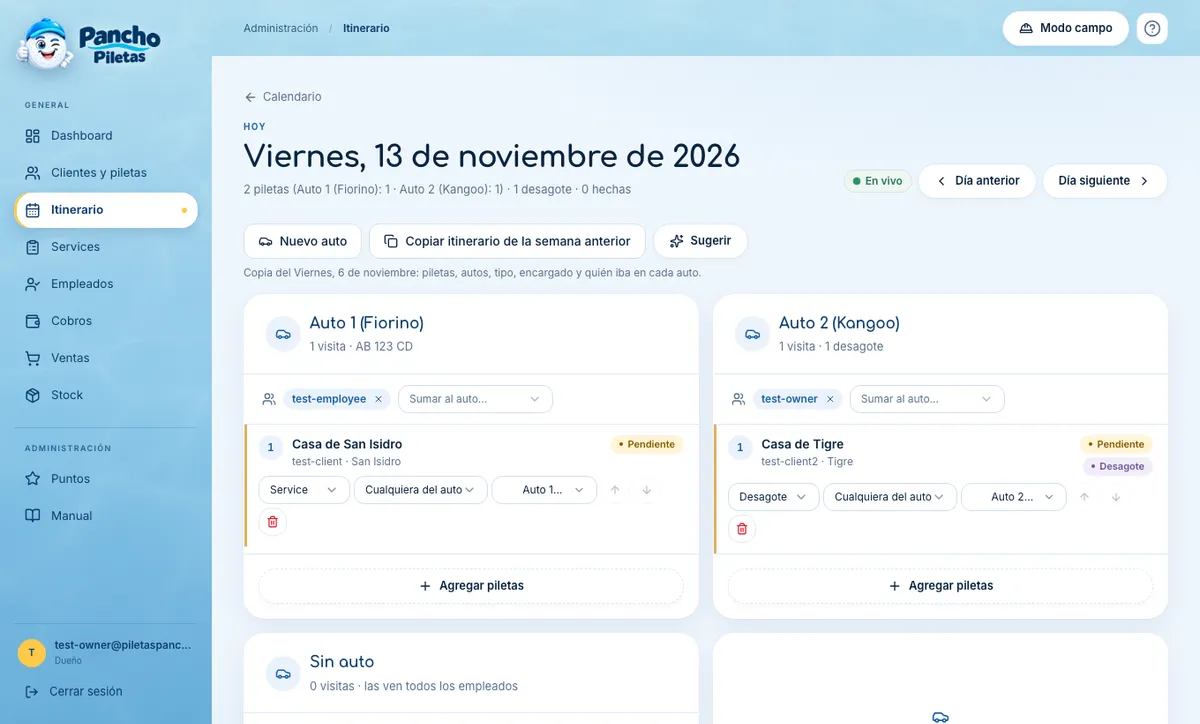 Pancho
Piletas
Administración / Itinerario
Modo campo
GENERAL
Dashboard
Clientes y piletas
Itinerario
Services
Empleados
Cobros
Ventas
Stock
ADMINISTRACIÓN
Puntos
Manual
T
test-owner@piletaspanc...
Dueño
Cerrar sesión
Calendario
HOY
Viernes, 13 de noviembre de 2026
2 piletas (Auto 1 (Fiorino): 1 · Auto 2 (Kangoo): 1) · 1 desagote · 0 hechas
En vivo
Día anterior
Día siguiente
Nuevo auto
Copiar itinerario de la semana anterior
Sugerir
Copia del Viernes, 6 de noviembre: piletas, autos, tipo, encargado y quién iba en cada auto.
Auto 1 (Fiorino)
1 visita · AB 123 CD
test-employee
Sumar al auto...
1
Casa de San Isidro
Pendiente
test-client · San Isidro
Service
Cualquiera del auto
Auto 1...
Agregar piletas
Auto 2 (Kangoo)
1 visita · 1 desagote
test-owner
Sumar al auto...
1
Casa de Tigre
Pendiente
test-client2 · Tigre
Desagote
Desagote
Cualquiera del auto
Auto 2...
Agregar piletas
Sin auto
0 visitas · las ven todos los empleados